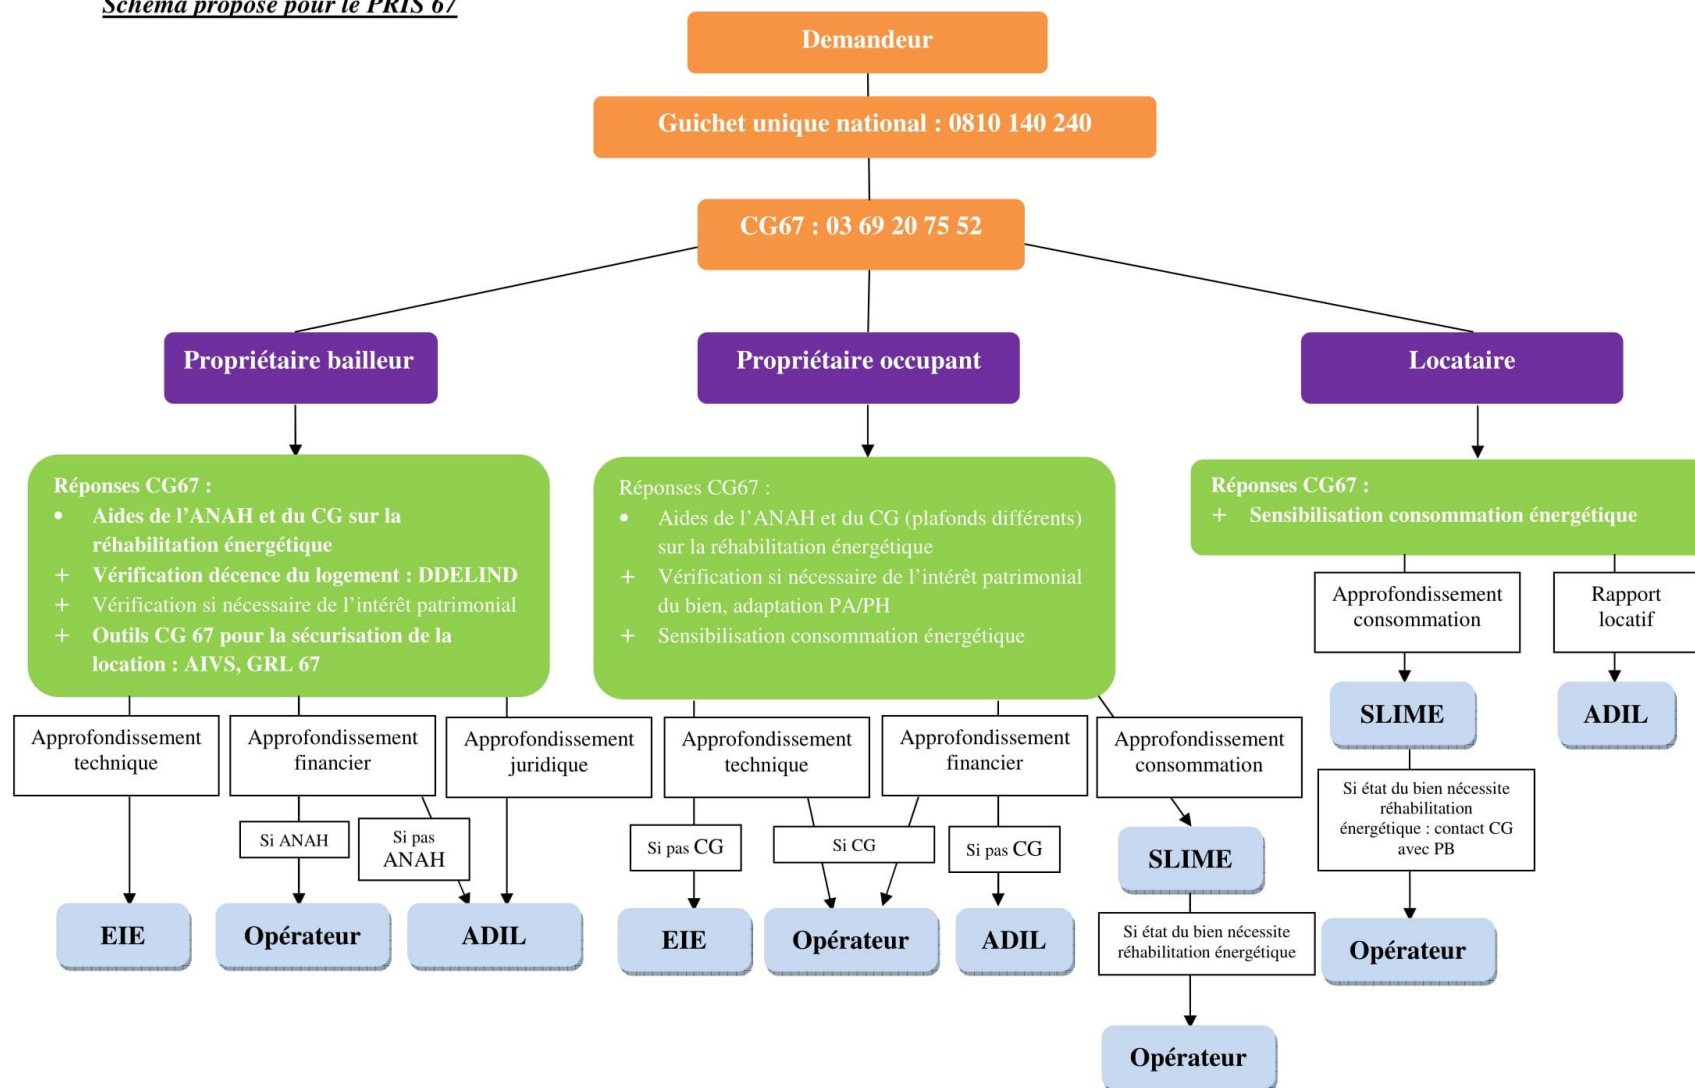 Schéma proposé pour le PRIS 67
Demandeur
Guichet unique national : 0810 140 240
CG67 : 03 69 20 75 52
Propriétaire bailleur
Propriétaire occupant
Locataire
Réponses CG67 :
• Aides de l’ANAH et du CG sur la
réhabilitation énergétique
+ Vérification décence du logement : DDELIND
+ Vérification si nécessaire de l’intérêt patrimonial
+ Outils CG 67 pour la sécurisation de la
location : AIVS, GRL 67
Réponses CG67 :
• Aides de l’ANAH et du CG (plafonds différents)
sur la réhabilitation énergétique
+ Vérification si nécessaire de l’intérêt patrimonial
du bien, adaptation PA/PH
+ Sensibilisation consommation énergétique
Réponses CG67 :
+ Sensibilisation consommation énergétique
Approfondissement
technique
Approfondissement
financier
Approfondissement
juridique
Si ANAH
Si pas
ANAH
EIE
Opérateur
ADIL
Approfondissement
technique
Approfondissement
financier
Approfondissement
consommation
Si pas CG
Si CG
Si pas CG
EIE
Opérateur
ADIL
SLIME
Si état du bien nécessite
réhabilitation énergétique
Opérateur
Approfondissement
consommation
Rapport
locatif
SLIME
ADIL
Si état du bien nécessite
réhabilitation
énergétique : contact CG
avec PB
Opérateur